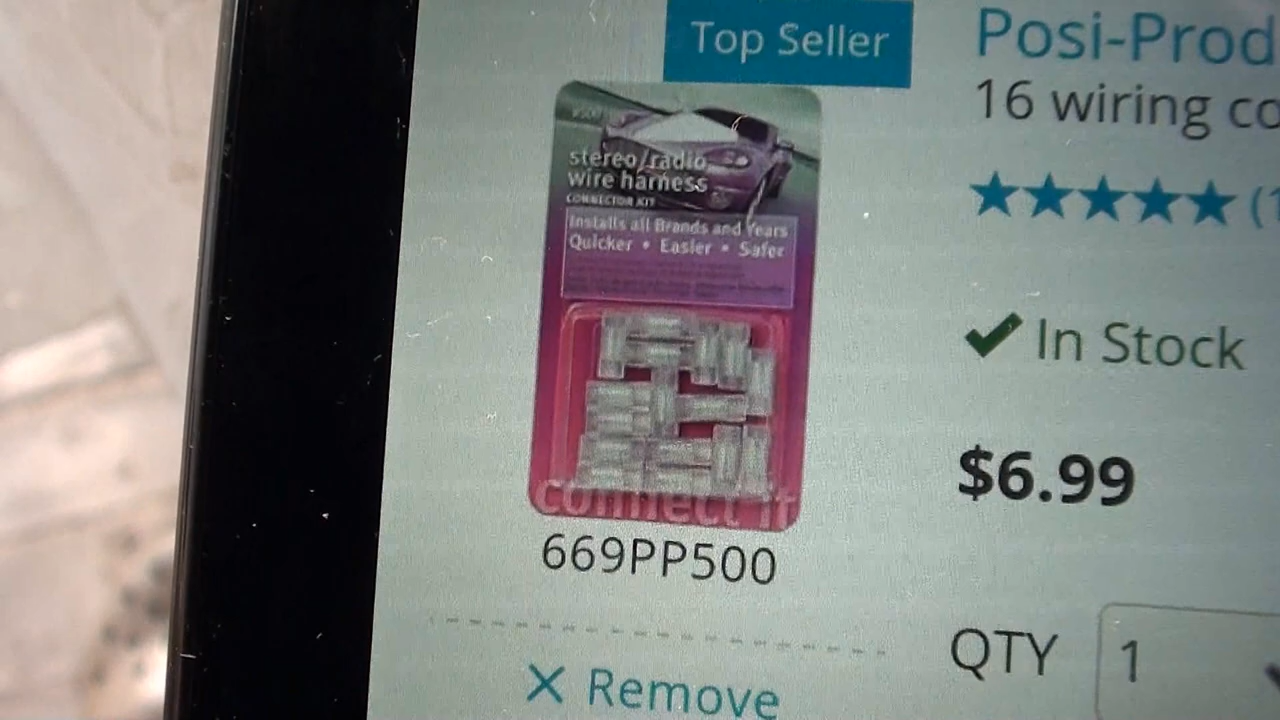 Top Seller
Posi-Prod
16 wiring co
stereo/radio
wire harness
CONNECTOR KIT
Installs all Brands and Years
Quicker • Easier • Safer
connect it
(1
In Stock
$6.99
669PP500
QTY 1
Remove